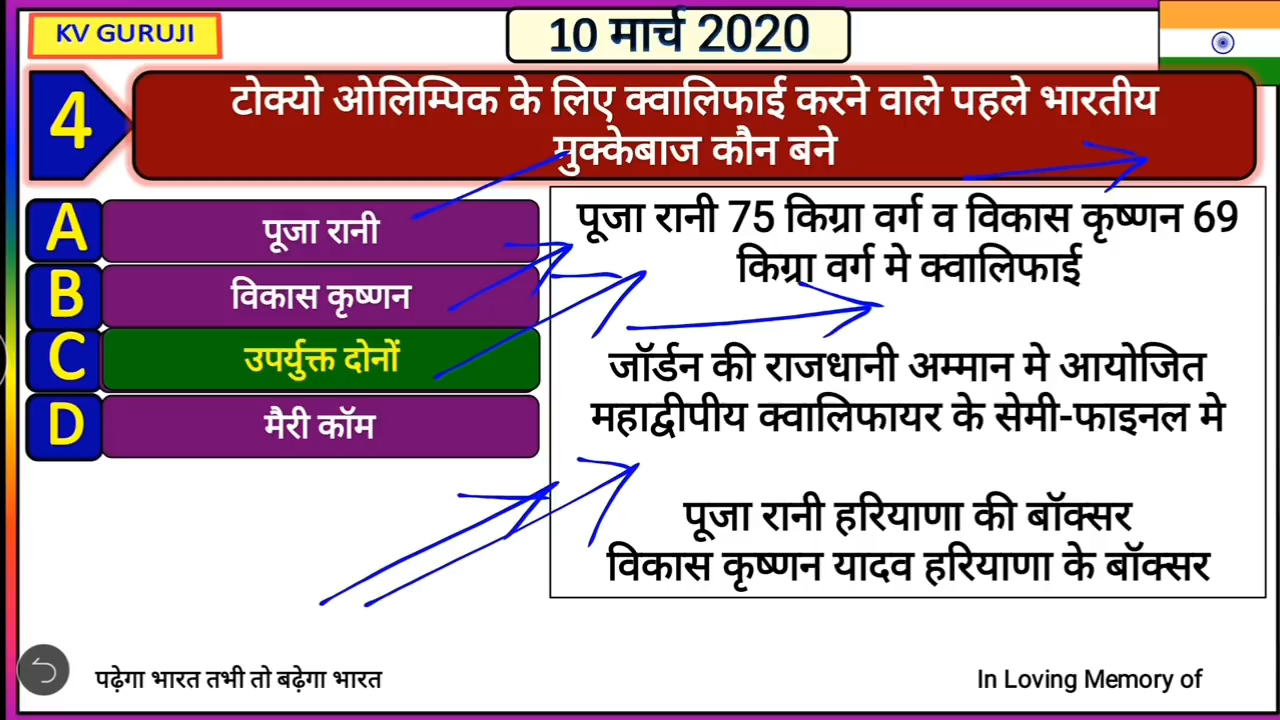 KV GURUJI
10 मार्च 2020
4
टोक्यो ओलिम्पिक के लिए क्वालिफाई करने वाले पहले भारतीय
मुक्केबाज कौन बने
A
पूजा रानी
B
विकास कृष्णन
C
उपर्युक्त दोनों
D
मैरी कॉम
पूजा रानी 75 किग्रा वर्ग व विकास कृष्णन 69
किग्रा वर्ग मे क्वालिफाई
जॉर्डन की राजधानी अम्मान मे आयोजित
महाद्वीपीय क्वालिफायर के सेमी-फाइनल मे
पूजा रानी हरियाणा की बॉक्सर
विकास कृष्णन यादव हरियाणा के बॉक्सर
पढ़ेगा भारत तभी तो बढ़ेगा भारत
In Loving Memory of